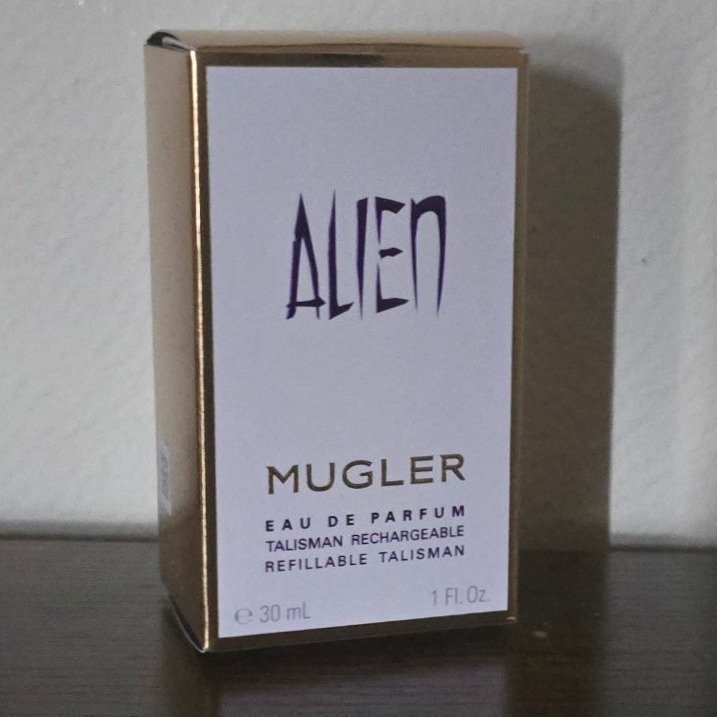 ALIEN
MUGLER
EAU DE PARFUM
TALISMAN RECHARGEABLE
REFILLABLE TALISMAN
℮ 30 mL
1 Fl. Oz.